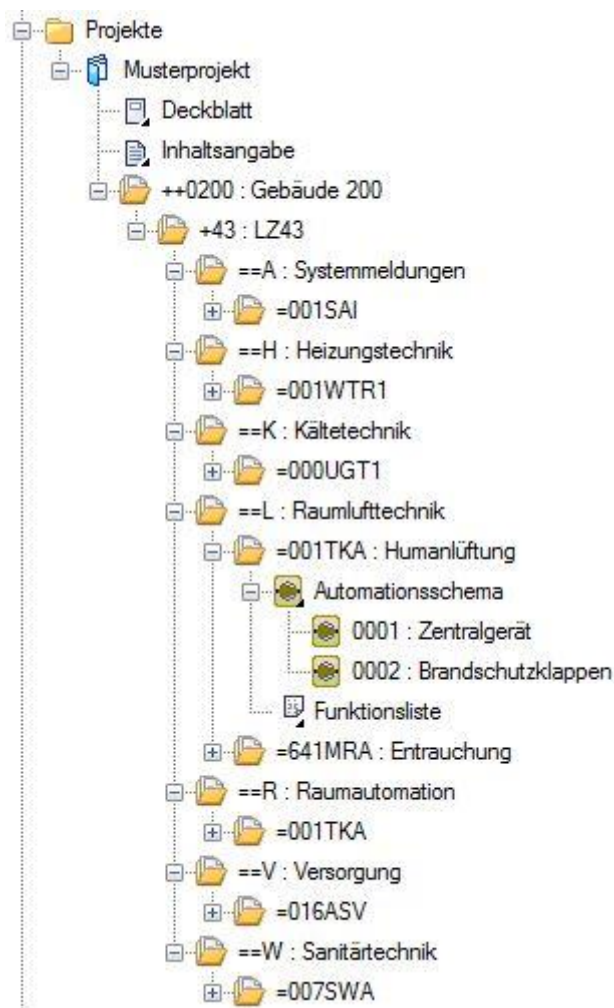 Projekte
Musterprojekt
Deckblatt
Inhaltsangabe
++0200 : Gebäude 200
+43 : LZ43
==A : Systemmeldungen
=001SAI
==H : Heizungstechnik
=001WTR1
==K : Kältetechnik
=000UGT1
==L : Raumlufttechnik
=001TKA : Humanlüftung
Automationsschema
0001 : Zentralgerät
0002 : Brandschutzklappen
Funktionsliste
=641MRA : Entrauchung
==R : Raumautomation
=001TKA
==V : Versorgung
=016ASV
==W : Sanitärtechnik
=007SWA